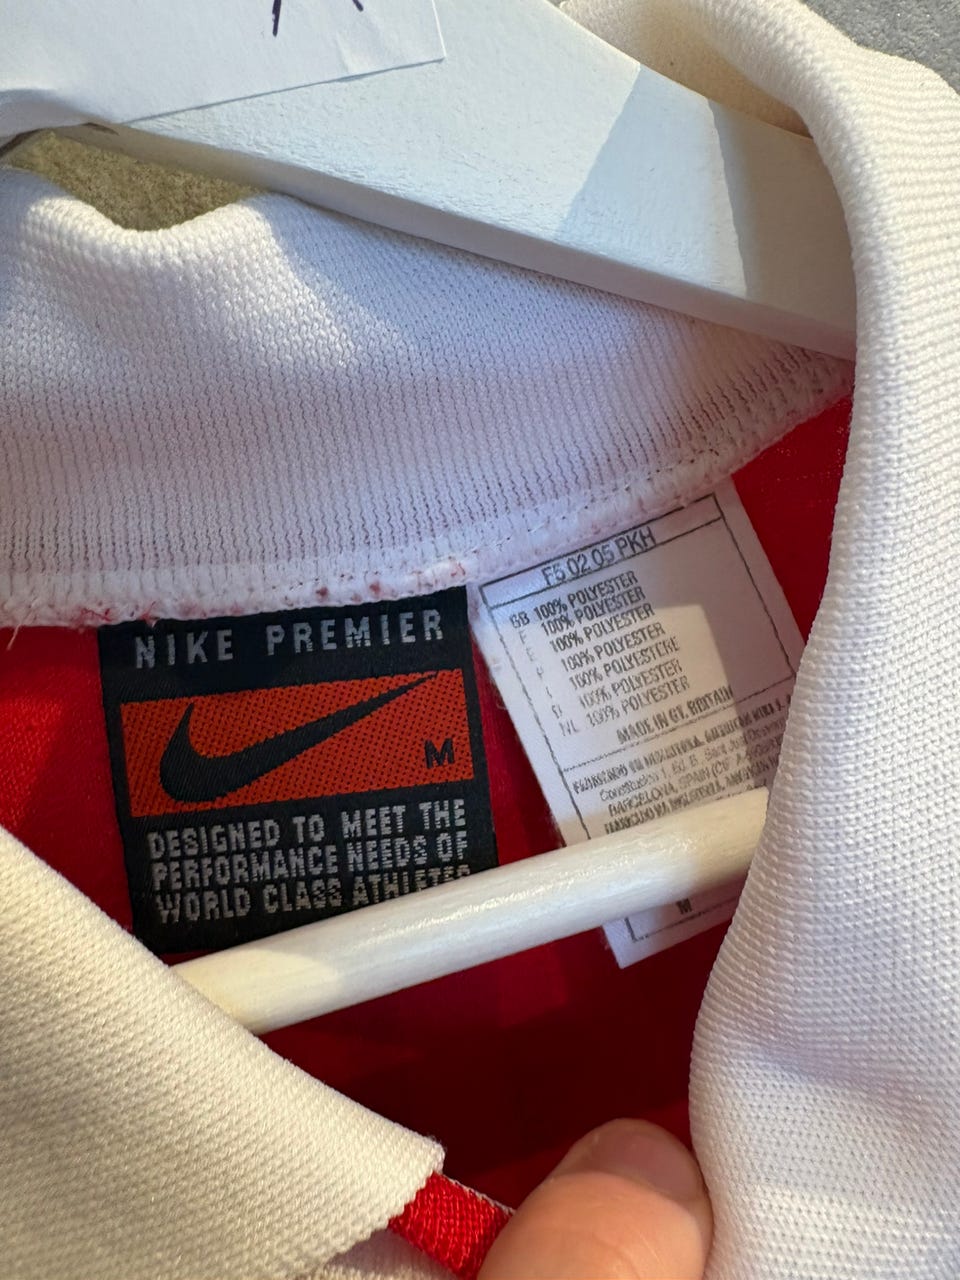 NIKE PREMIER
M
DESIGNED TO MEET THE
PERFORMANCE NEEDS OF
WORLD CLASS ATHLETES
F5 02 05 PKH
GB 100% POLYESTER
100% POLYESTER
100% POLYESTER
100% POLYESTER
100% POLYESTERE
100% POLYESTER
NL 100% POLYESTER
MADE IN GT. BRITAIN
BARCELONA, SPAIN
M